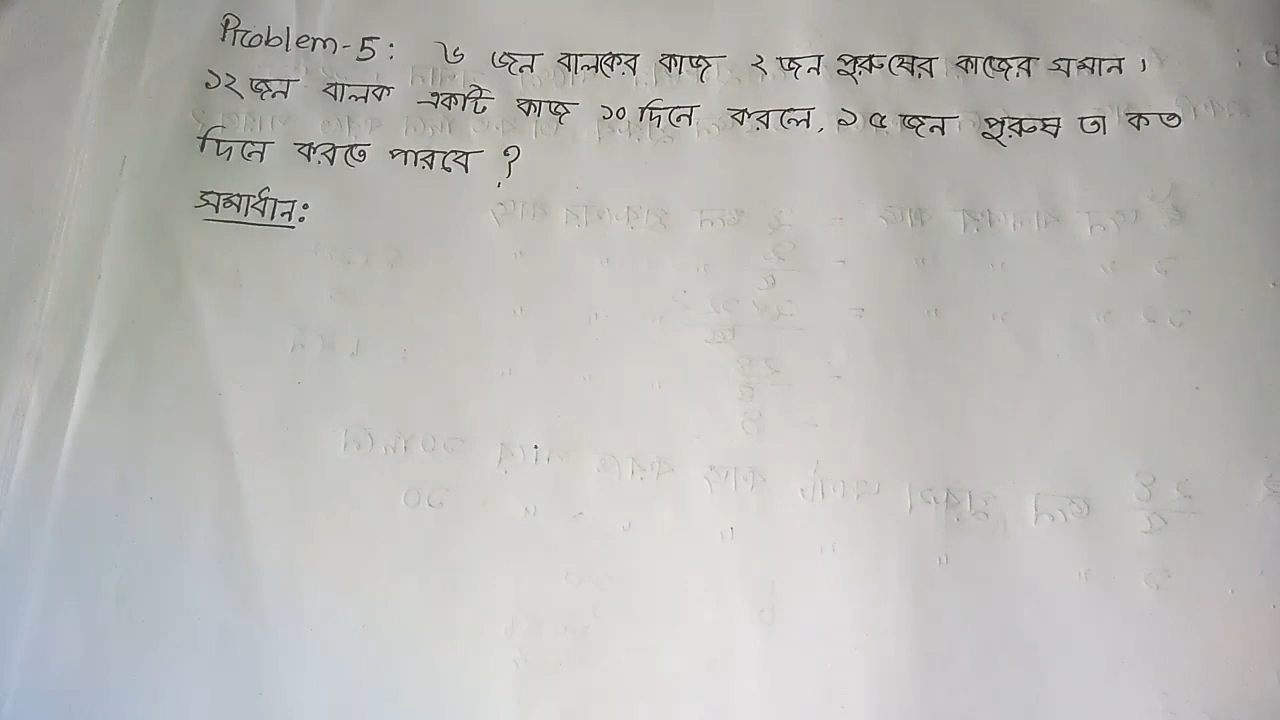 Problem-5: ৬ জন বালকের কাজ ২ জন পুরুষের কাজের সমান।
১২ জন বালক একটি কাজ ১০ দিনে করলে, ১৫ জন পুরুষ তা কত
দিনে করতে পারবে ?
সমাধান: